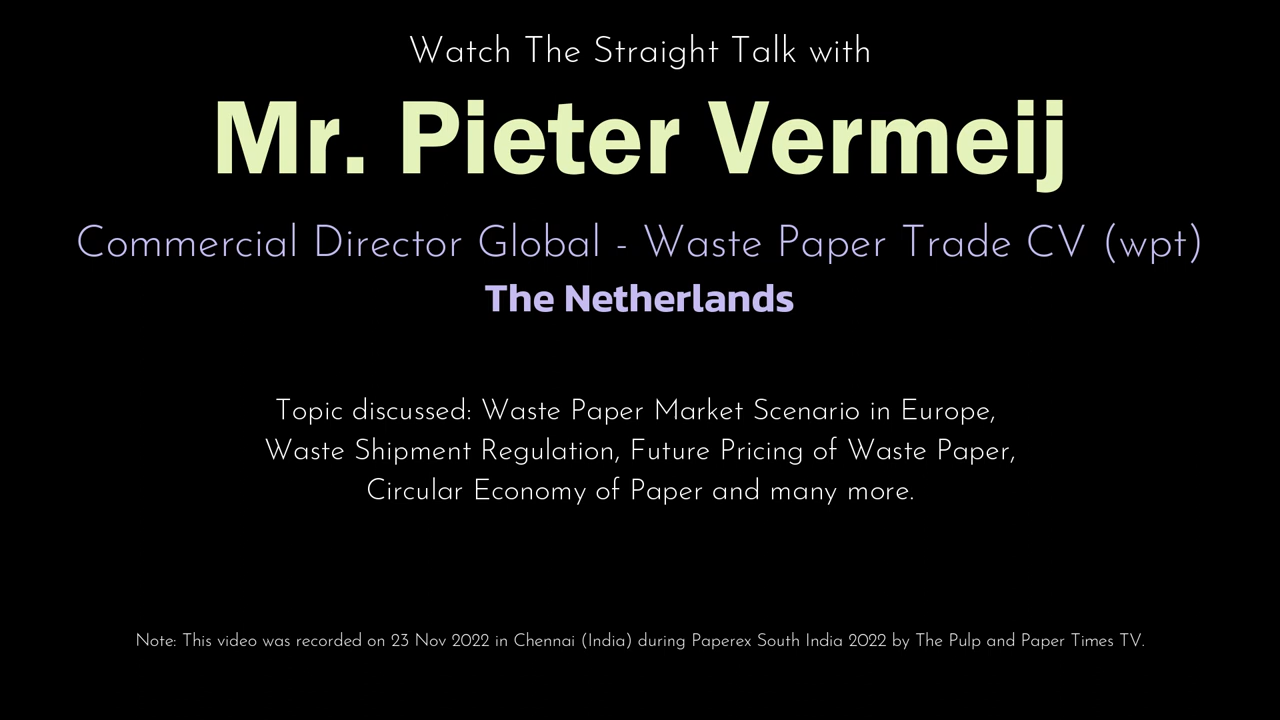 Watch The Straight Talk with
Mr. Pieter Vermeij
Commercial Director Global - Waste Paper Trade CV (wpt)
The Netherlands
Topic discussed: Waste Paper Market Scenario in Europe,
Waste Shipment Regulation, Future Pricing of Waste Paper,
Circular Economy of Paper and many more.
Note: This video was recorded on 23 Nov 2022 in Chennai (India) during Paperex South India 2022 by The Pulp and Paper Times TV.